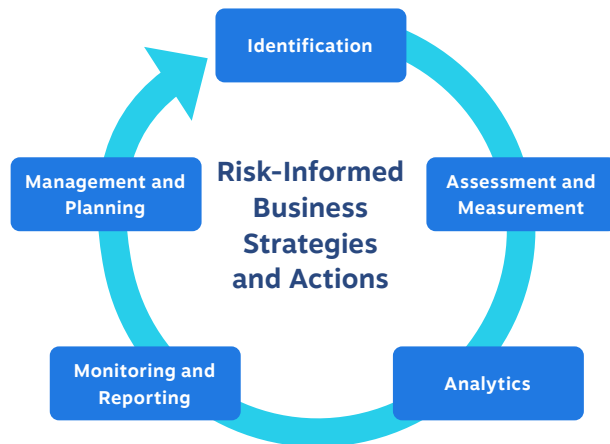 Identification
Risk-Informed
Business
Strategies
and Actions
Assessment and
Measurement
Analytics
Monitoring and
Reporting
Management and
Planning